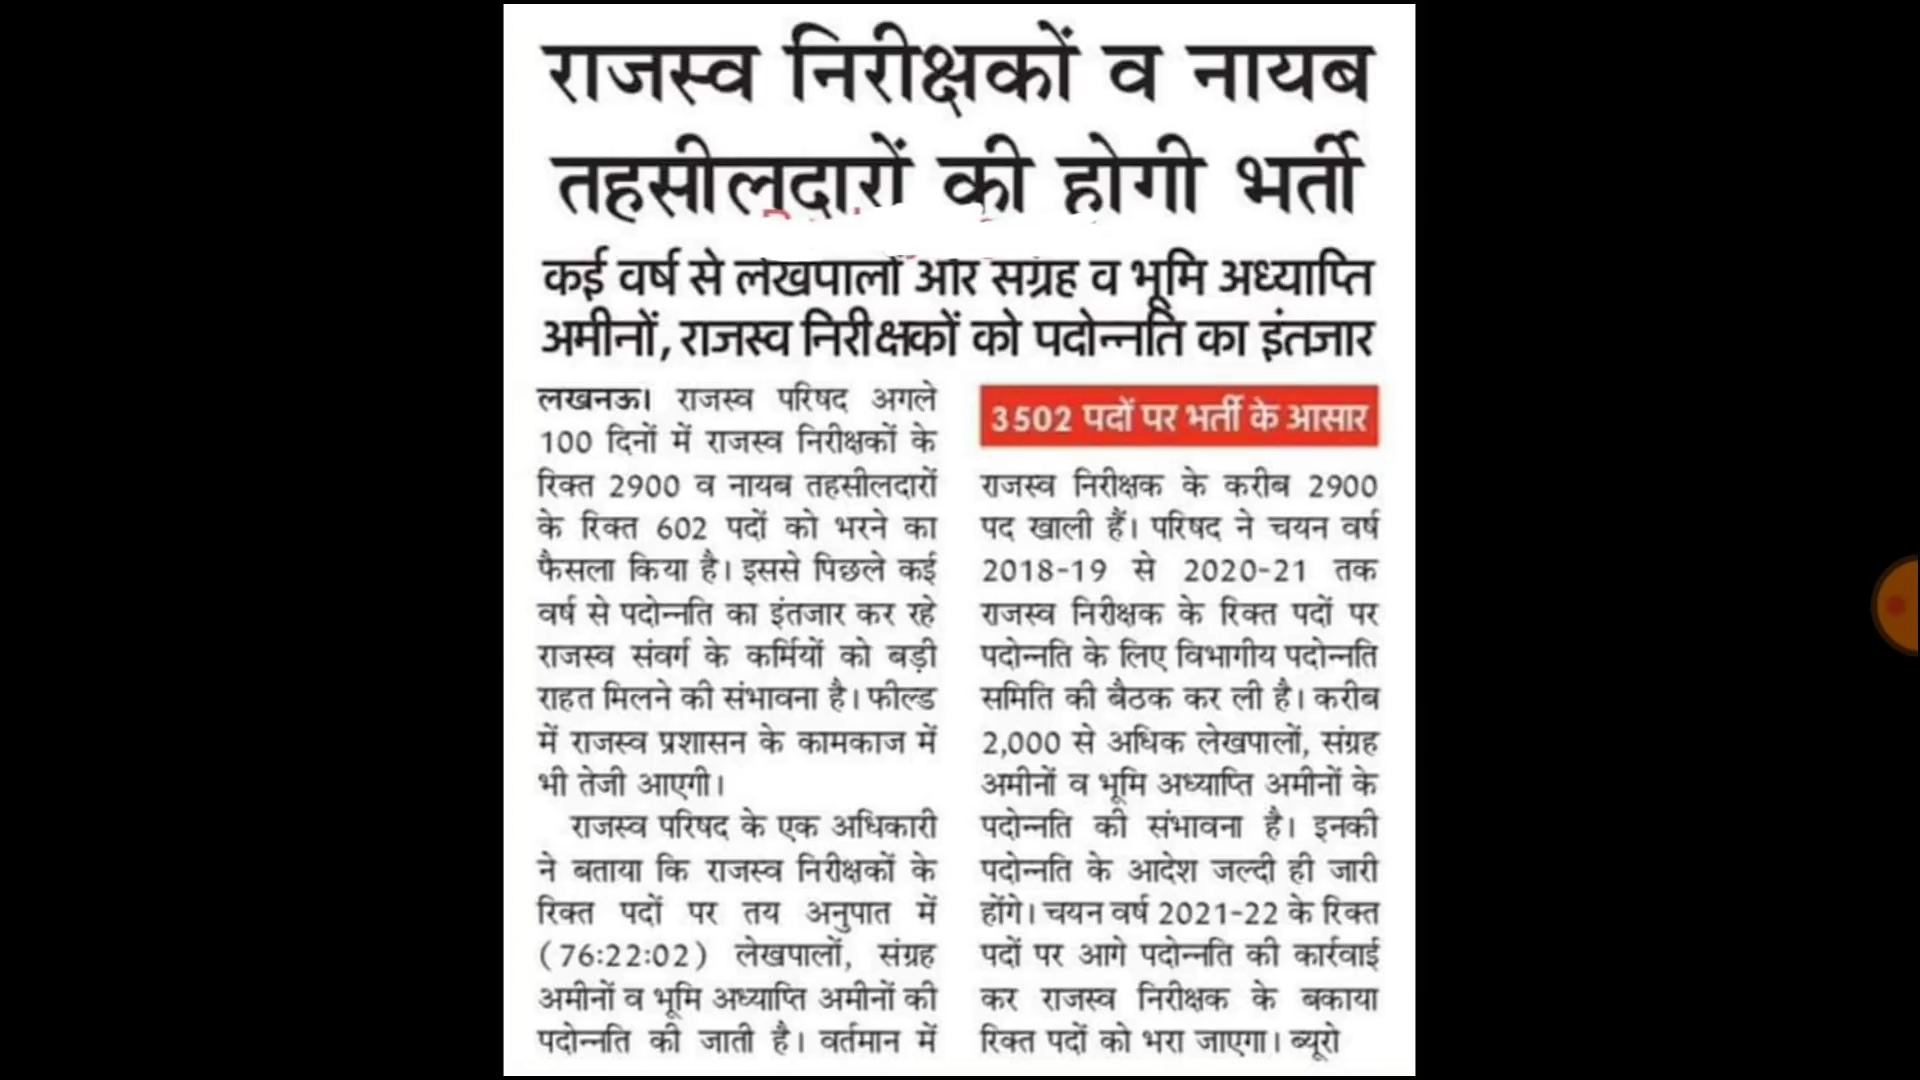 राजस्व निरीक्षकों व नायब
तहसीलदारों की होगी भर्ती
कई वर्ष से लेखपालों और संग्रह व भूमि अध्याप्ति
अमीनों, राजस्व निरीक्षकों को पदोन्नति का इंतजार
लखनऊ। राजस्व परिषद अगले
100 दिनों में राजस्व निरीक्षकों के
रिक्त 2900 व नायब तहसीलदारों
के रिक्त 602 पदों को भरने का
फैसला किया है। इससे पिछले कई
वर्ष से पदोन्नति का इंतजार कर रहे
राजस्व संवर्ग के कर्मियों को बड़ी
राहत मिलने की संभावना है। फील्ड
में राजस्व प्रशासन के कामकाज में
भी तेजी आएगी।
राजस्व परिषद के एक अधिकारी
ने बताया कि राजस्व निरीक्षकों के
रिक्त पदों पर तय अनुपात में
(76:22:02) लेखपालों, संग्रह
अमीनों व भूमि अध्याप्ति अमीनों की
पदोन्नति की जाती है। वर्तमान में
3502 पदों पर भर्ती के आसार
राजस्व निरीक्षक के करीब 2900
पद खाली हैं। परिषद ने चयन वर्ष
2018-19 से 2020-21 तक
राजस्व निरीक्षक के रिक्त पदों पर
पदोन्नति के लिए विभागीय पदोन्नति
समिति की बैठक कर ली है। करीब
2,000 से अधिक लेखपालों, संग्रह
अमीनों व भूमि अध्याप्ति अमीनों के
पदोन्नति की संभावना है। इनकी
पदोन्नति के आदेश जल्दी ही जारी
होंगे। चयन वर्ष 2021-22 के रिक्त
पदों पर आगे पदोन्नति की कार्रवाई
कर राजस्व निरीक्षक के बकाया
रिक्त पदों को भरा जाएगा। ब्यूरो